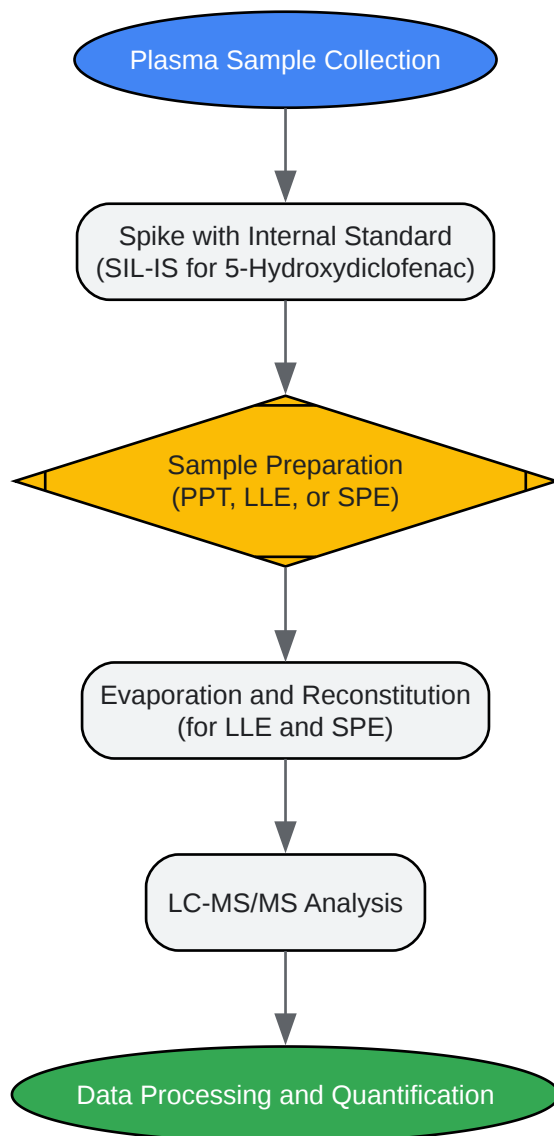 Plasma Sample Collection
Spike with Internal Standard
(SIL-IS for 5-Hydroxydiclofenac)
Sample Preparation
(PPT, LLE, or SPE)
Evaporation and Reconstitution
(for LLE and SPE)
LC-MS/MS Analysis
Data Processing and Quantification